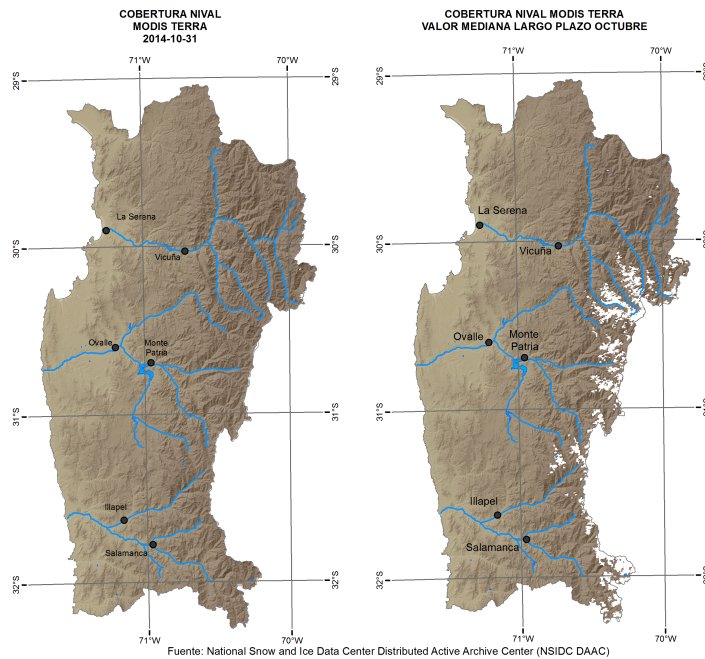 COBERTURA NIVAL
MODIS TERRA
2014-10-31
71°W
70°W
29°S
29°S
La Serena
30°S
30°S
Vicuña
Ovalle
Monte
Patria
31°S
31°S
Illapel
Salamanca
32°S
32°S
71°W
70°W
COBERTURA NIVAL MODIS TERRA
VALOR MEDIANA LARGO PLAZO OCTUBRE
71°W
70°W
29°S
La Serena
30°S
Vicuña
Ovalle
Monte
Patria
31°S
Illapel
Salamanca
32°S
71°W
70°W
Fuente: National Snow and Ice Data Center Distributed Active Archive Center (NSIDC DAAC)